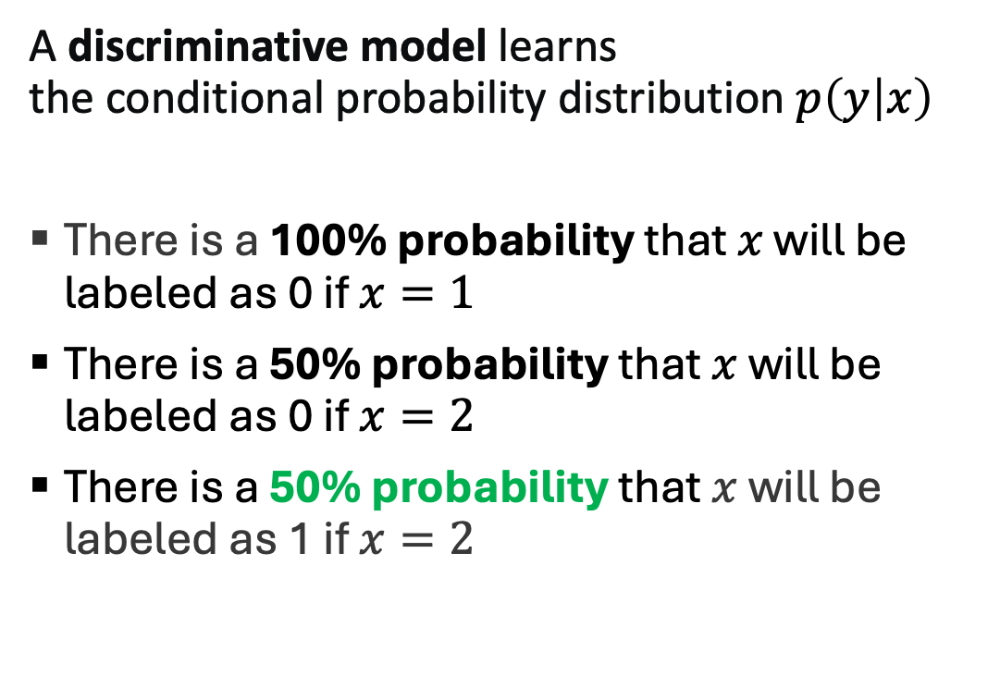 A discriminative model learns
the conditional probability distribution p(y|x)
▪ There is a 100% probability that x will be
labeled as 0 if x = 1
▪ There is a 50% probability that x will be
labeled as 0 if x = 2
▪ There is a 50% probability that x will be
labeled as 1 if x = 2